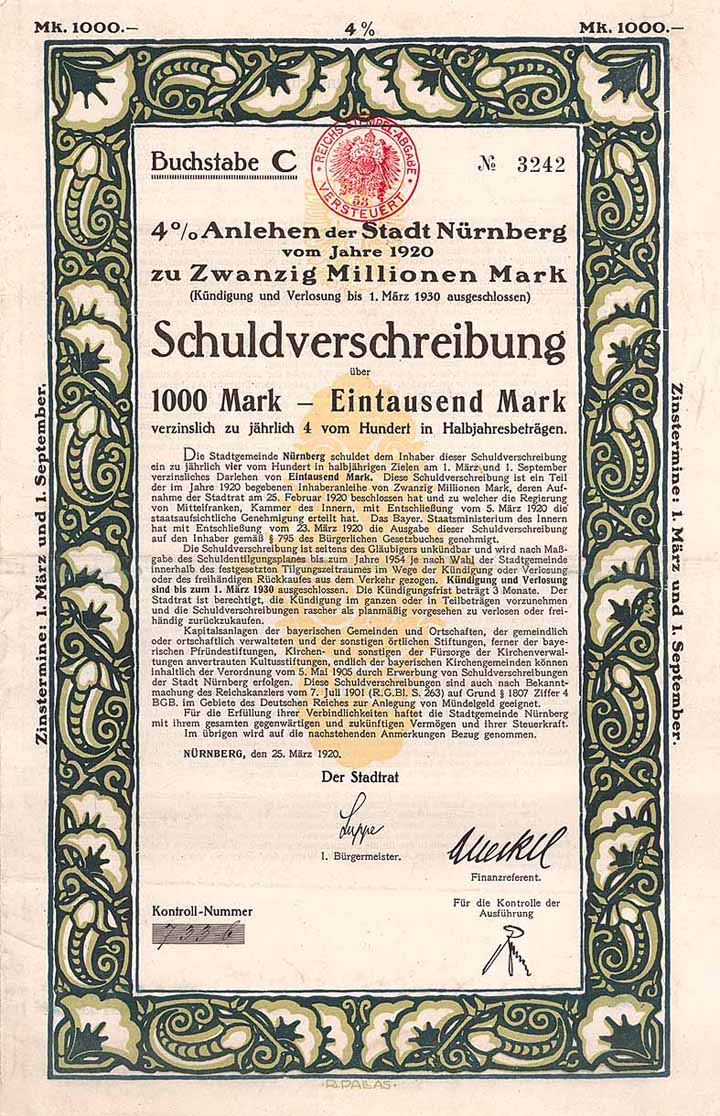 Mk. 1000.— 4% Mk. 1000.—
Buchstabe C
№ 3242
REICHS-STEMPEL-ABGABE
53
VERSTEUERT
4% Anlehen der Stadt Nürnberg
vom Jahre 1920
zu Zwanzig Millionen Mark
(Kündigung und Verlosung bis 1. März 1930 ausgeschlossen)
Schuldverschreibung
über
1000 Mark — Eintausend Mark
verzinslich zu jährlich 4 vom Hundert in Halbjahresbeträgen.
Die Stadtgemeinde Nürnberg schuldet dem Inhaber dieser Schuldverschreibung
ein zu jährlich vier vom Hundert in halbjährigen Zielen am 1. März und 1. September
verzinsliches Darlehen von Eintausend Mark. Diese Schuldverschreibung ist ein Teil
der im Jahre 1920 begebenen Inhaberanleihe von Zwanzig Millionen Mark, deren Auf-
nahme der Stadtrat am 25. Februar 1920 beschlossen hat und zu welcher die Regierung
von Mittelfranken, Kammer des Innern, mit Entschließung vom 5. März 1920 die
staatsaufsichtliche Genehmigung erteilt hat. Das Bayer. Staatsministerium des Innern
hat mit Entschließung vom 23. März 1920 die Ausgabe dieser Schuldverschreibung
auf den Inhaber gemäß § 795 des Bürgerlichen Gesetzbuches genehmigt.
Die Schuldverschreibung ist seitens des Gläubigers unkündbar und wird nach Maß-
gabe des Schuldentilgungsplanes bis zum Jahre 1954 je nach Wahl der Stadtgemeinde
innerhalb des festgesetzten Tilgungszeitraumes im Wege der Kündigung oder Verlosung
oder des freihändigen Rückkaufes aus dem Verkehr gezogen. Kündigung und Verlosung
sind bis zum 1. März 1930 ausgeschlossen. Die Kündigungsfrist beträgt 3 Monate. Der
Stadtrat ist berechtigt, die Kündigung im ganzen oder in Teilbeträgen vorzunehmen
und die Schuldverschreibungen rascher als planmäßig vorgesehen zu verlosen oder frei-
händig zurückzukaufen.
Kapitalsanlagen der bayerischen Gemeinden und Ortschaften, der gemeindlich
oder ortschaftlich verwalteten und der sonstigen örtlichen Stiftungen, ferner der baye-
rischen Pfründestiftungen, Kirchen- und sonstigen der Fürsorge der Kirchenverwal-
tungen anvertrauten Kultusstiftungen, endlich der bayerischen Kirchengemeinden können
inhaltlich der Verordnung vom 5. Mai 1905 durch Erwerbung von Schuldverschreibungen
der Stadt Nürnberg erfolgen. Diese Schuldverschreibungen sind auch nach Bekannt-
machung des Reichskanzlers vom 7. Juli 1901 (R.G.Bl. S. 263) auf Grund § 1807 Ziffer 4
BGB. im Gebiete des Deutschen Reiches zur Anlegung von Mündelgeld geeignet.
Für die Erfüllung ihrer Verbindlichkeiten haftet die Stadtgemeinde Nürnberg
mit ihrem gesamten gegenwärtigen und zukünftigen Vermögen und ihrer Steuerkraft.
Im übrigen wird auf die nachstehenden Anmerkungen Bezug genommen.
NÜRNBERG, den 25. März 1920.
Der Stadtrat
Luppe
1. Bürgermeister.
Finanzreferent.
Für die Kontrolle der
Ausführung
Kontroll-Nummer
7336
Zinstermine: 1. März und 1. September.
Zinstermine: 1. März und 1. September.
R. PALLAS